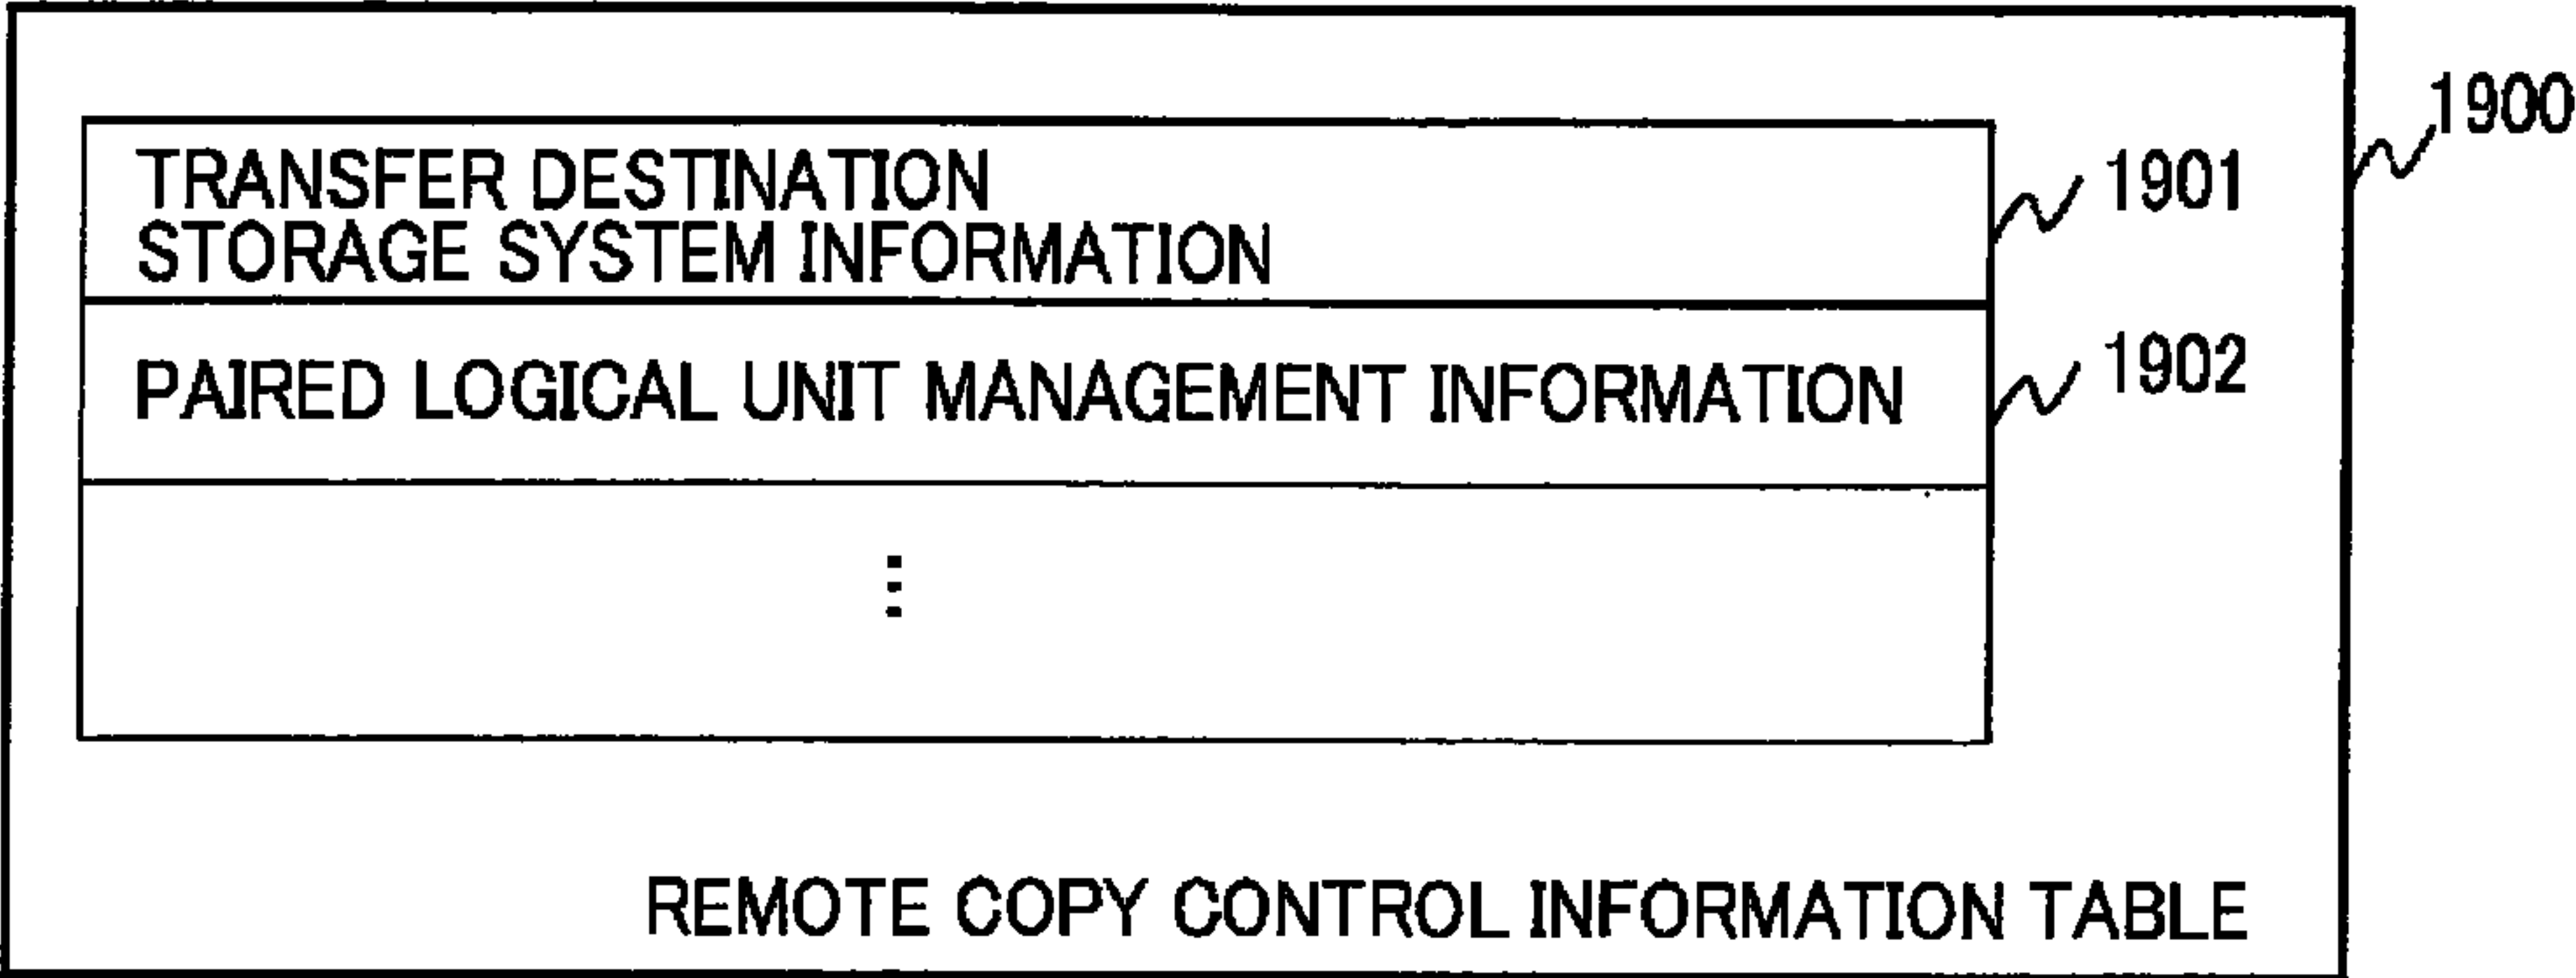 1900
TRANSFER DESTINATION
STORAGE SYSTEM INFORMATION
1901
PAIRED LOGICAL UNIT MANAGEMENT INFORMATION
1902
REMOTE COPY CONTROL INFORMATION TABLE